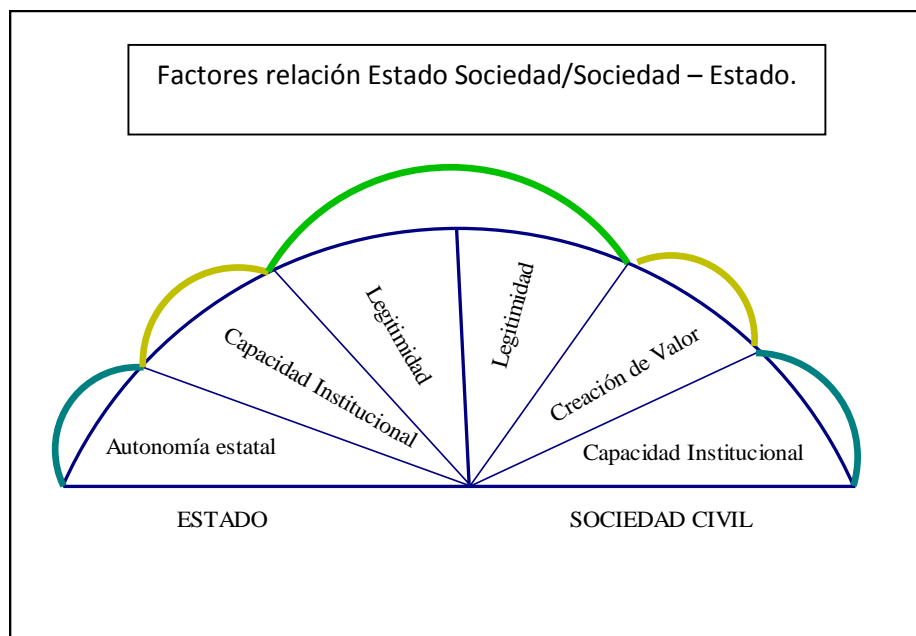 Factores relación Estado Sociedad/Sociedad – Estado.
Autonomía estatal
Capacidad Institucional
Legitimidad
Legitimidad
Creación de Valor
Capacidad Institucional
ESTADO
SOCIEDAD CIVIL